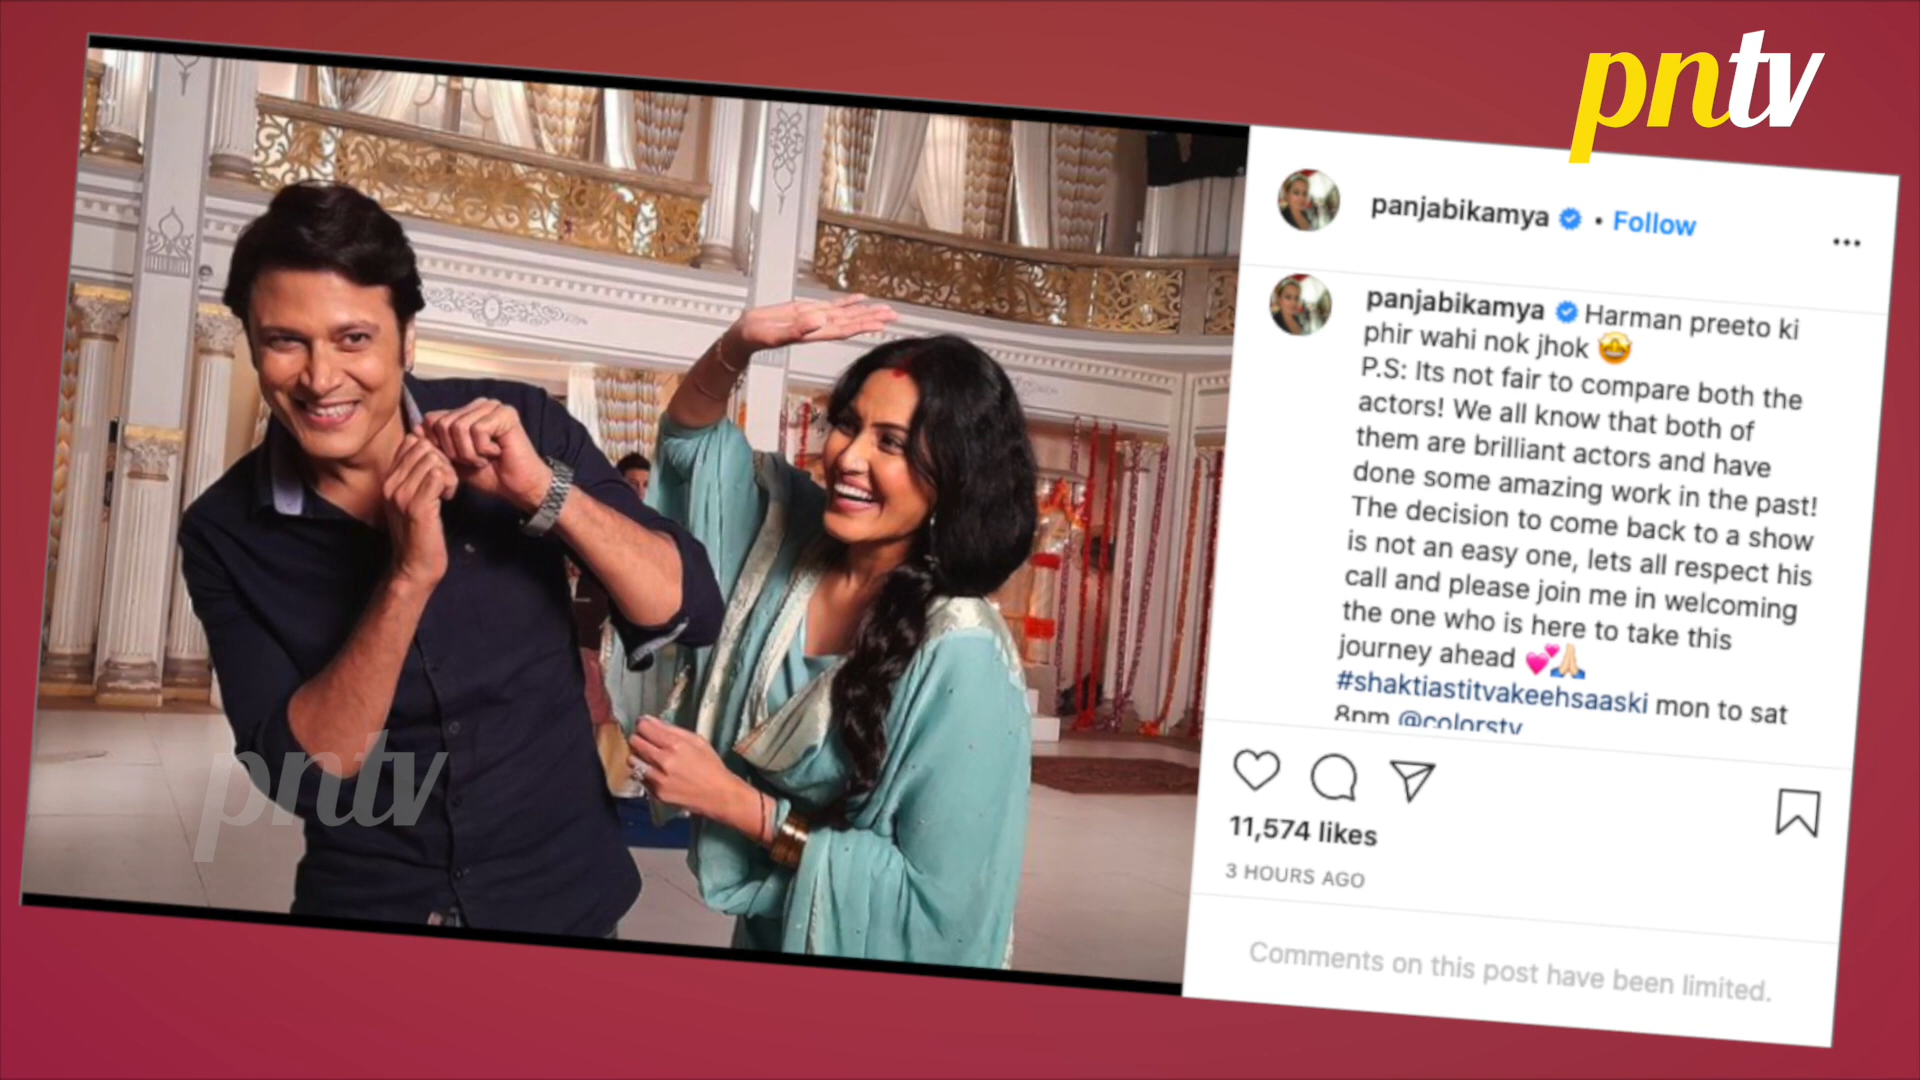 pntv
panjabikamya • Follow
panjabikamya Harman preeto ki
phir wahi nok jhok 🤩
P.S: Its not fair to compare both the
actors! We all know that both of
them are brilliant actors and have
done some amazing work in the past!
The decision to come back to a show
is not an easy one, lets all respect his
call and please join me in welcoming
the one who is here to take this
journey ahead 💕🙏🏻
#shaktiastitvakeehsaaski mon to sat
8pm @colorstv
11,574 likes
3 HOURS AGO
Comments on this post have been limited.
pntv